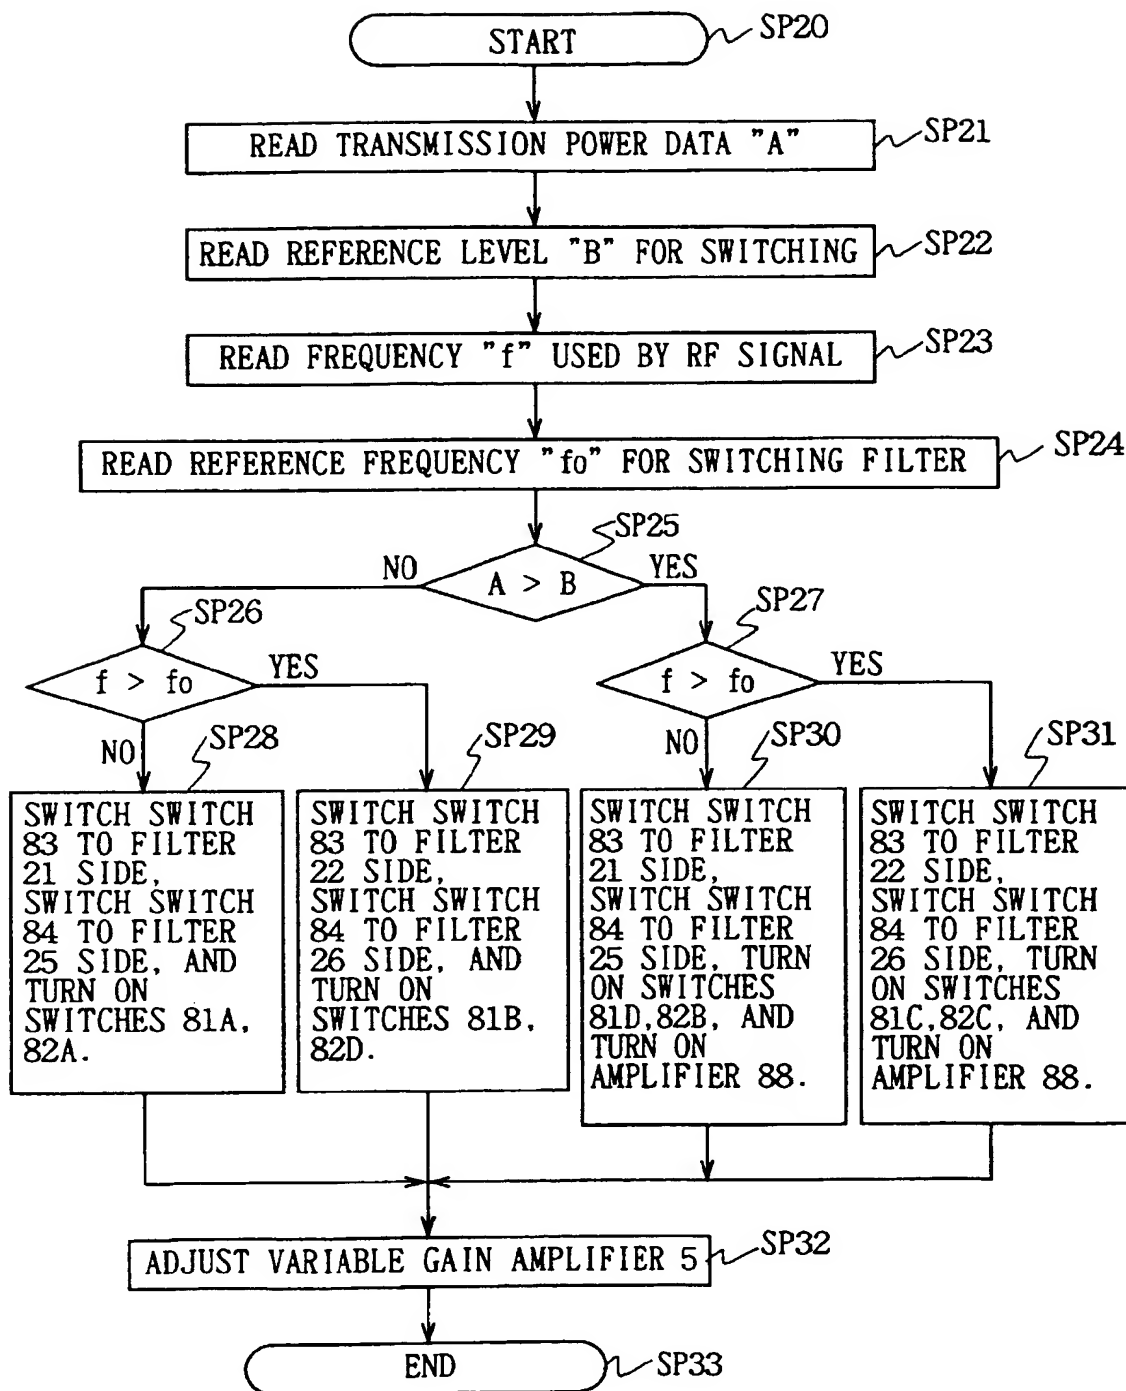 START
SP20
READ TRANSMISSION POWER DATA "A"
SP21
READ REFERENCE LEVEL "B" FOR SWITCHING
SP22
READ FREQUENCY "f" USED BY RF SIGNAL
SP23
READ REFERENCE FREQUENCY "fo" FOR SWITCHING FILTER
SP24
SP25
NO
A > B
YES
SP26
f > fo
YES
NO
SP27
f > fo
YES
NO
SP28
SWITCH SWITCH
83 TO FILTER
21 SIDE,
SWITCH SWITCH
84 TO FILTER
25 SIDE, AND
TURN ON
SWITCHES 81A,
82A.
SP29
SWITCH SWITCH
83 TO FILTER
22 SIDE,
SWITCH SWITCH
84 TO FILTER
26 SIDE, AND
TURN ON
SWITCHES 81B,
82D.
SP30
SWITCH SWITCH
83 TO FILTER
21 SIDE,
SWITCH SWITCH
84 TO FILTER
25 SIDE, TURN
ON SWITCHES
81D,82B, AND
TURN ON
AMPLIFIER 88.
SP31
SWITCH SWITCH
83 TO FILTER
22 SIDE,
SWITCH SWITCH
84 TO FILTER
26 SIDE, TURN
ON SWITCHES
81C,82C, AND
TURN ON
AMPLIFIER 88.
ADJUST VARIABLE GAIN AMPLIFIER 5
SP32
END
SP33